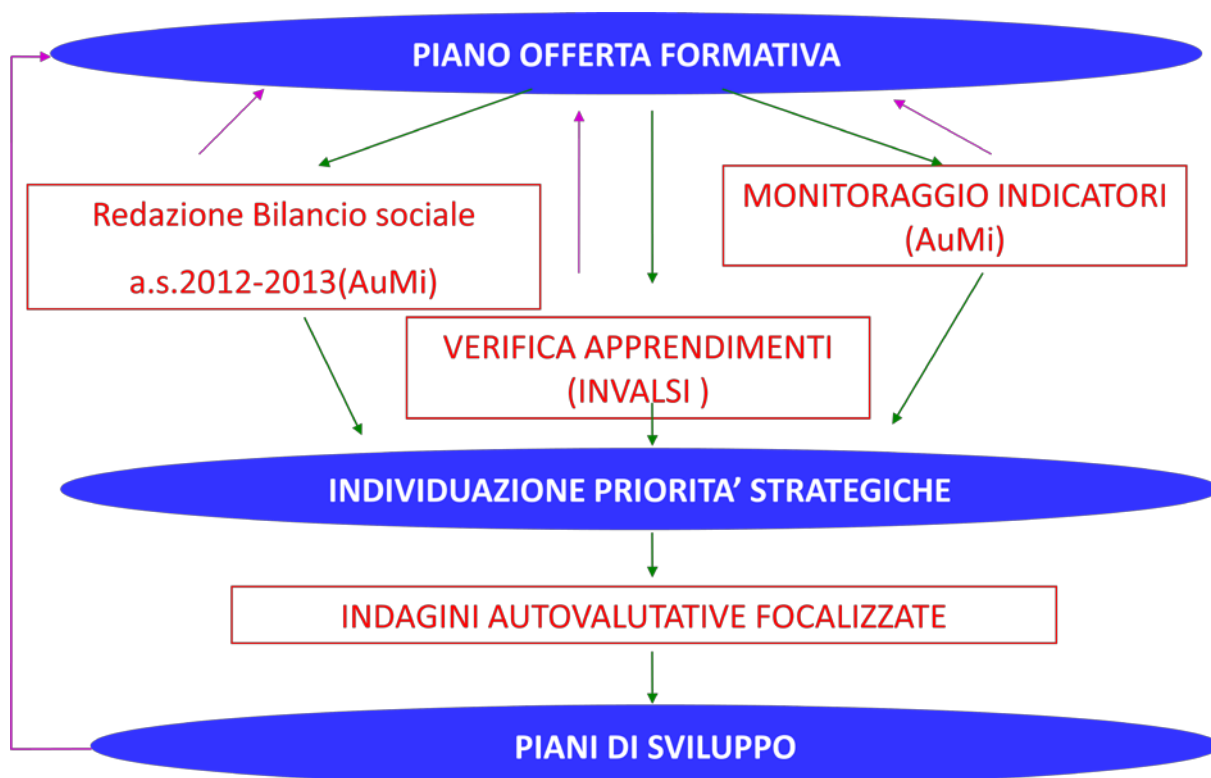 PIANO OFFERTA FORMATIVA
Redazione Bilancio sociale
a.s.2012-2013(AuMi)
MONITORAGGIO INDICATORI
(AuMi)
VERIFICA APPRENDIMENTI
(INVALSI )
INDIVIDUAZIONE PRIORITA’ STRATEGICHE
INDAGINI AUTOVALUTATIVE FOCALIZZATE
PIANI DI SVILUPPO